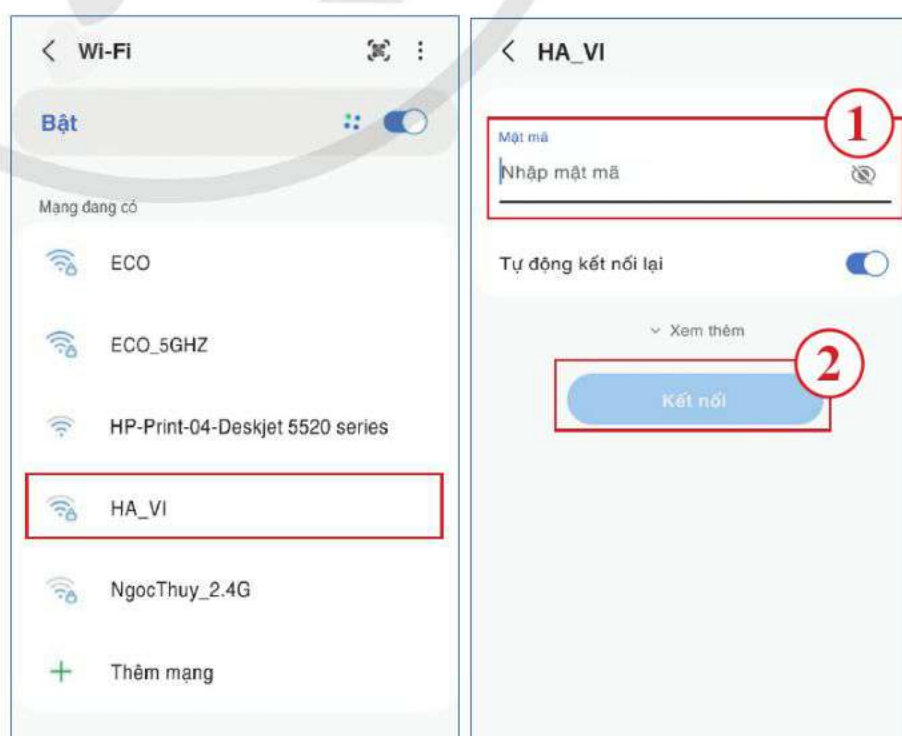 Wi-Fi
Bật
Mạng đang có
ECO
ECO_5GHZ
HP-Print-04-Deskjet 5520 series
HA_VI
NgocThuy_2.4G
Thêm mạng
HA_VI
1
Mật mã
Nhập mật mã
Tự động kết nối lại
Xem thêm
2
Kết nối